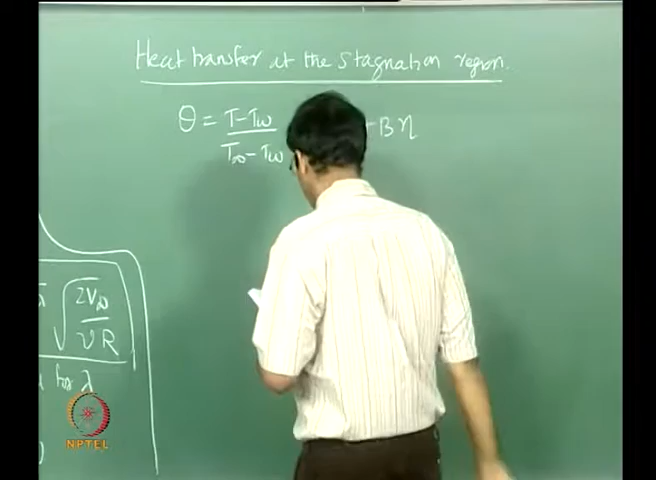 Heat transfer at the stagnation region.
θ = T-Tw / T∞-Tw + Bη
√ 2V∞ / νR
for λ
NPTEL